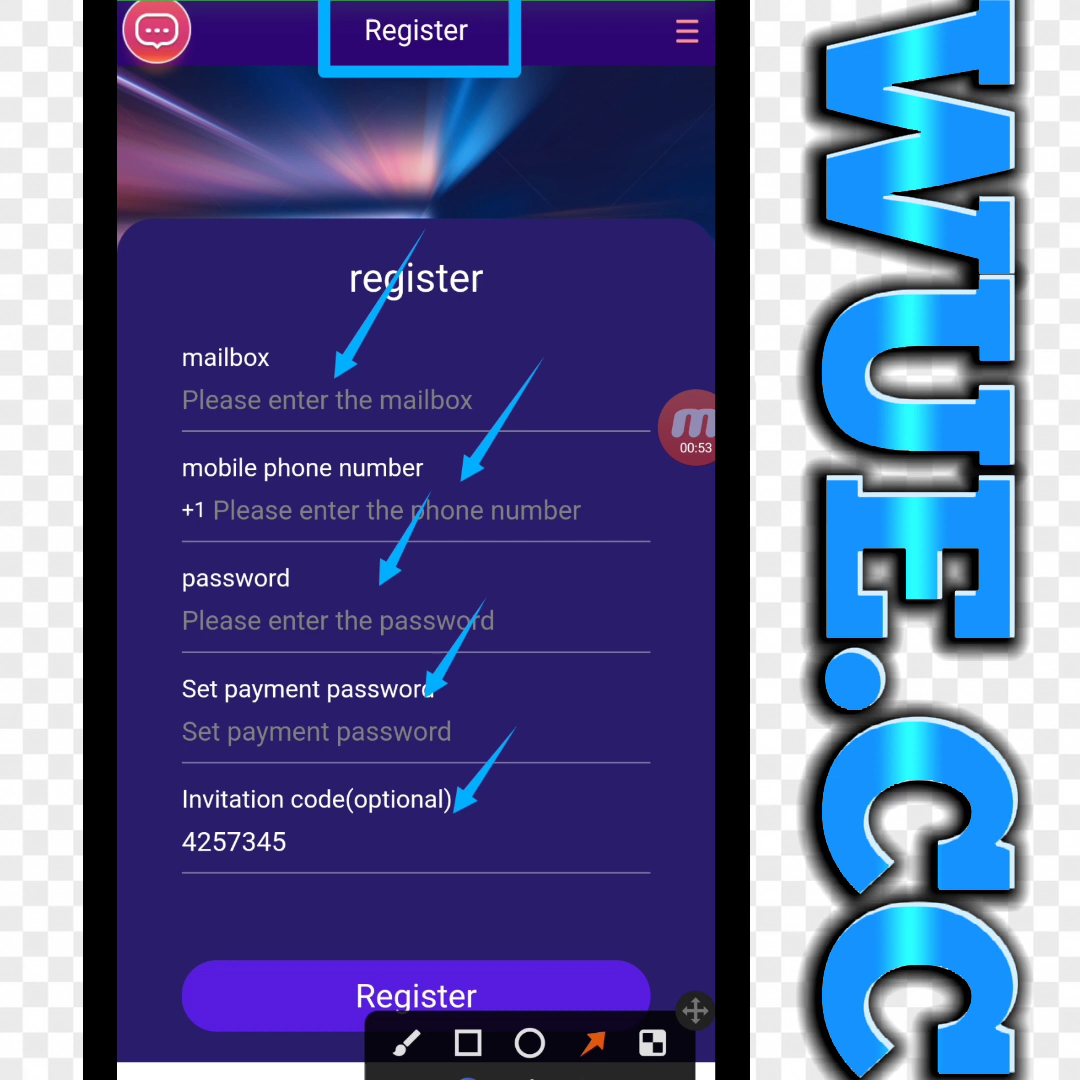 Register
register
mailbox
Please enter the mailbox
mobile phone number
+1 Please enter the phone number
password
Please enter the password
Set payment password
Set payment password
Invitation code(optional)
4257345
Register
m
00:53
WUE.CC